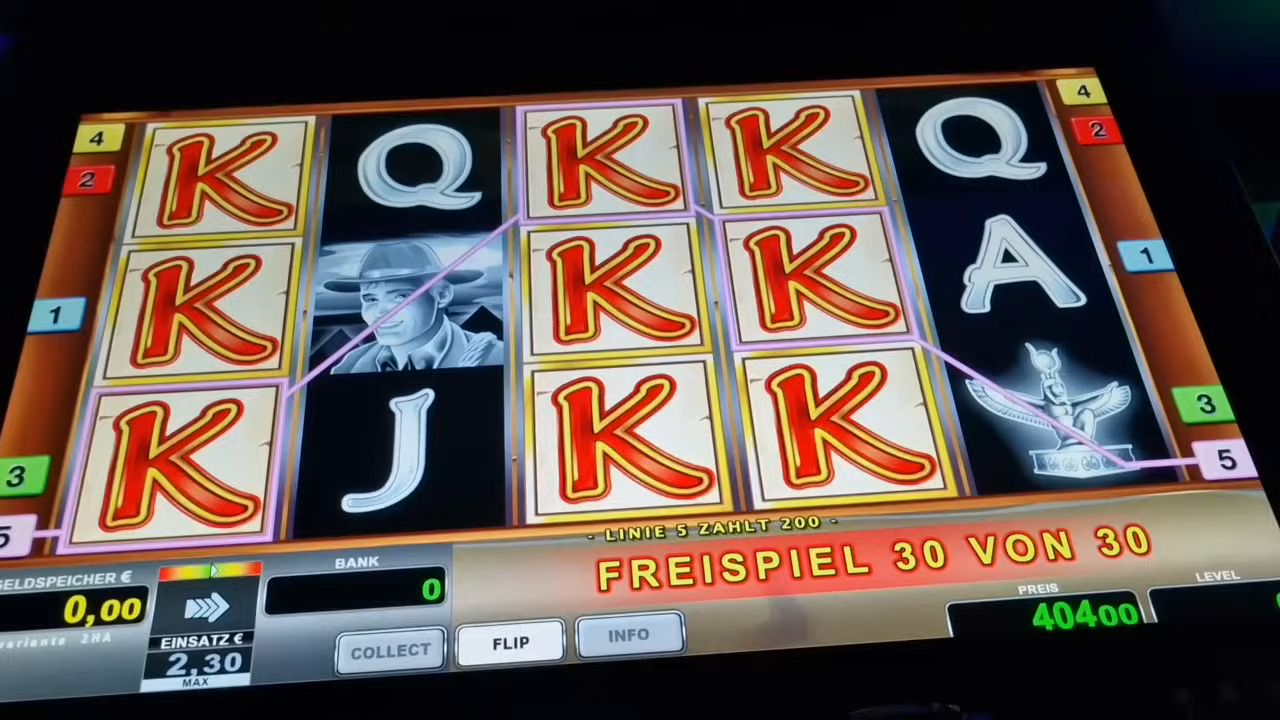 4
K
Q
K
K
Q
4
2
2
K
K
K
A
1
1
K
J
K
K
3
3
5
5
- LINIE 5 ZAHLT 200 -
FREISPIEL 30 VON 30
GELDSPEICHER €
0,00
variante 2HA
EINSATZ €
2,30
MAX
BANK
0
COLLECT
FLIP
INFO
PREIS
40400
LEVEL